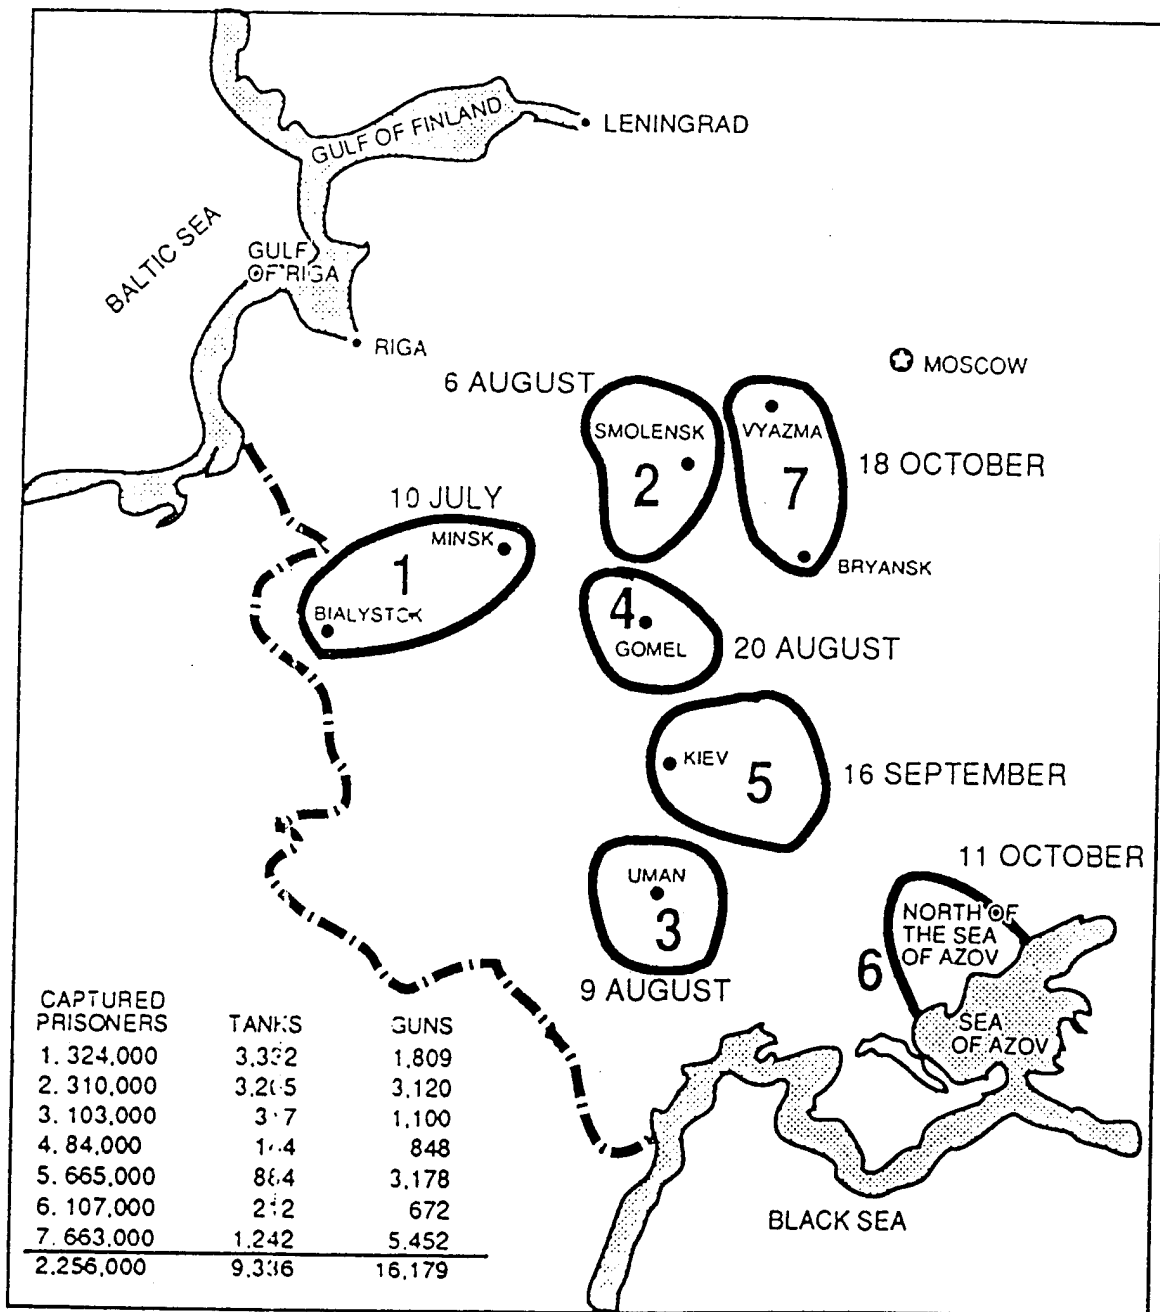 GULF OF FINLAND
LENINGRAD
BALTIC SEA
GULF
OF RIGA
RIGA
MOSCOW
6 AUGUST
SMOLENSK
2
VYAZMA
7
18 OCTOBER
BRYANSK
10 JULY
MINSK
1
BIALYSTOK
4
GOMEL
20 AUGUST
KIEV
5
16 SEPTEMBER
UMAN
3
9 AUGUST
11 OCTOBER
NORTH OF
THE SEA
OF AZOV
6
SEA
OF AZOV
BLACK SEA
CAPTURED
PRISONERS TANKS GUNS
1. 324,000 1,809
2. 310,000 3,120
3. 103,000 1,100
4. 84,000 848
5. 665,000 3,178
6. 107,000 672
7. 663,000 1,242 5,452
2,256,000 16,179